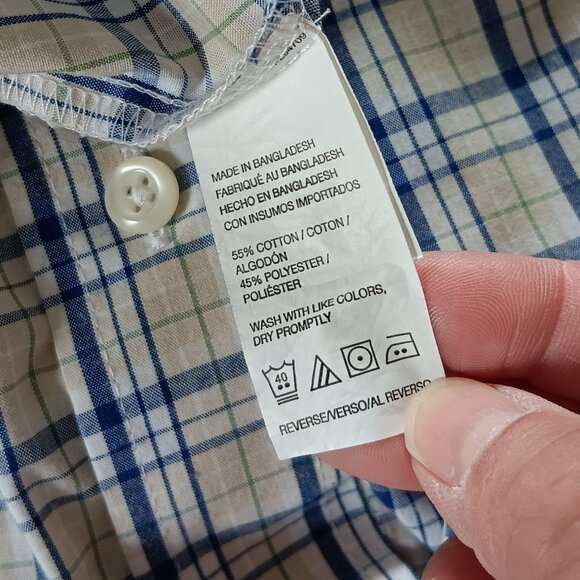 MADE IN BANGLADESH
FABRIQUÉ AU BANGLADESH
HECHO EN BANGLADESH
CON INSUMOS IMPORTADOS
55% COTTON / COTON /
ALGODÓN
45% POLYESTER /
POLIÉSTER
WASH WITH LIKE COLORS,
DRY PROMPTLY
40
REVERSE/VERSO/AL REVERSO